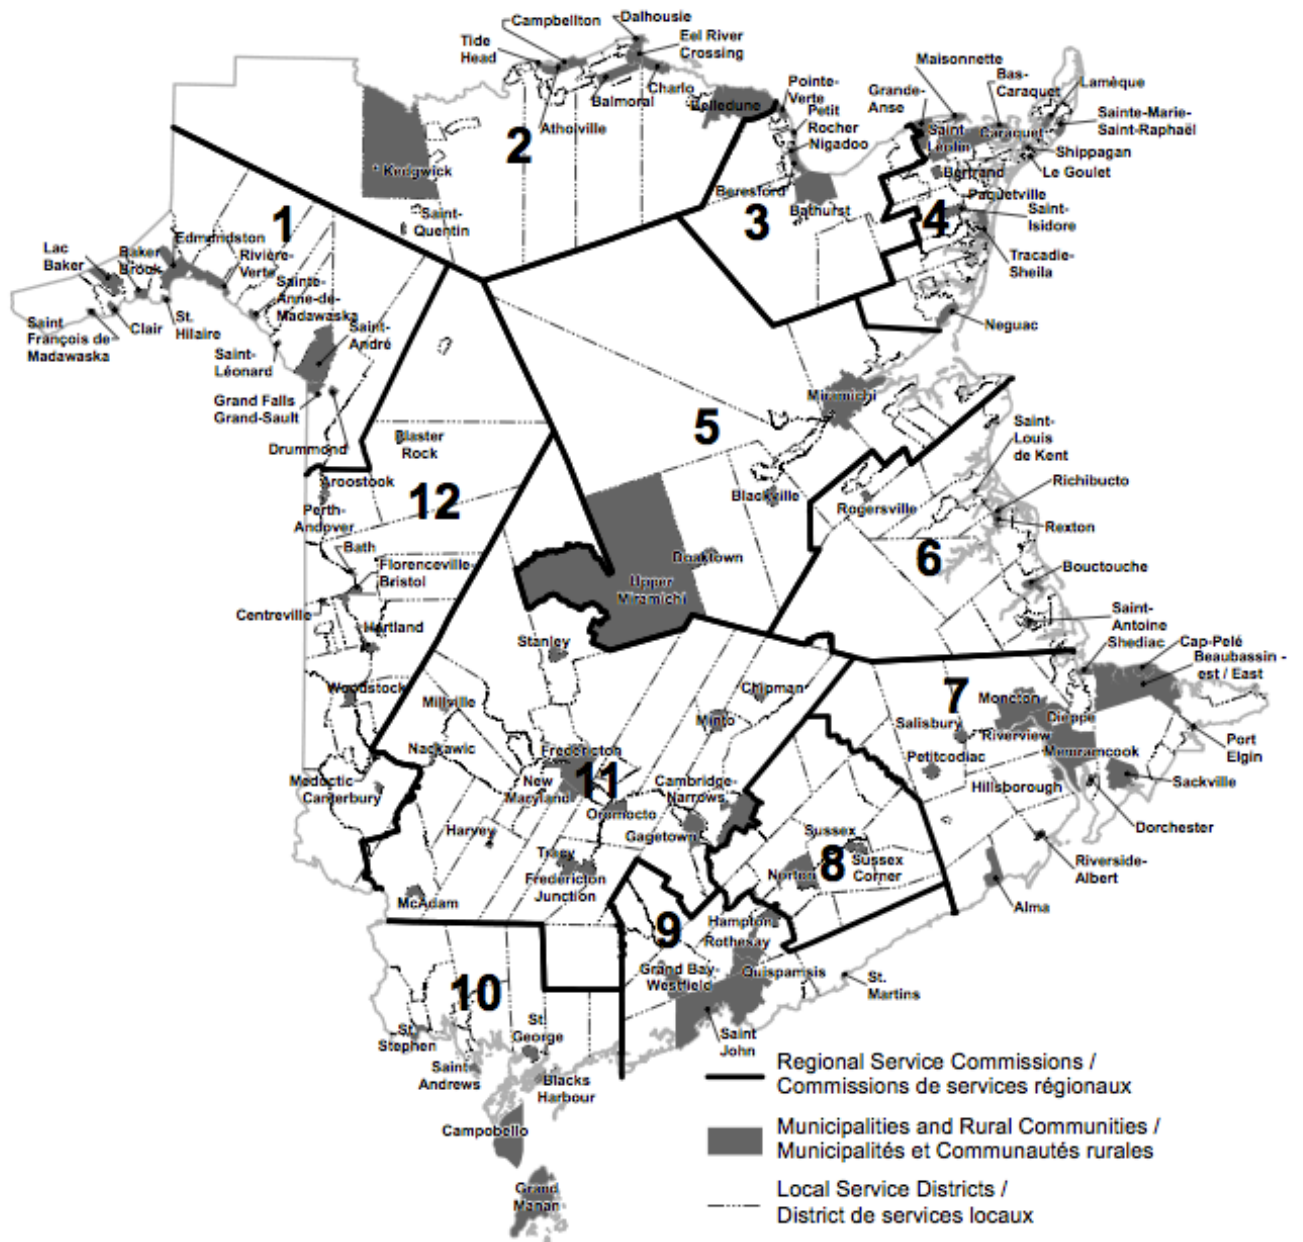 Dalhousie
Campbellton
Tide
Head
Eel River
Crossing
Charlo
Balmoral
Atholville
Belledune
Pointe-
Verte
Petit
Rocher
Nigadoo
Beresford
Bathurst
Maisonnette
Grande-
Anse
Bas-
Caraquet
Lamèque
Sainte-Marie-
Saint-Raphaël
Saint
Léolin
Caraquet
Shippagan
Le Goulet
Bertrand
Paquetville
Saint-
Isidore
Tracadie-
Sheila
Neguac
* Kedgwick
Saint-
Quentin
2
3
4
1
Lac
Baker
Baker
Brook
Edmundston
Rivière-
Verte
Sainte-
Anne-de-
Madawaska
Saint-
André
Saint
François de
Madawaska
Clair
St.
Hilaire
Saint-
Léonard
Grand Falls
Grand-Sault
Drummond
Miramichi
5
Blackville
Doaktown
Upper
Miramichi
Plaster
Rock
12
Aroostook
Perth-
Andover
Bath
Florenceville-
Bristol
Centreville
Hartland
Woodstock
Meductic
Canterbury
Saint-
Louis
de Kent
Richibucto
Rogersville
Rexton
6
Bouctouche
Saint-
Antoine
Shediac
Cap-Pelé
Beaubassin -
est / East
7
Moncton
Dieppe
Salisbury
Riverview
Memramcook
Petitcodiac
Hillsborough
Port
Elgin
Sackville
Dorchester
Riverside-
Albert
Alma
Stanley
Millville
Nackawic
Chipman
Minto
Fredericton
11
New
Maryland
Oromocto
Cambridge-
Narrows
Gagetown
Harvey
Tracy
Fredericton
Junction
McAdam
Sussex
8
Sussex
Corner
Norton
9
Hampton
Rothesay
Quispamsis
Grand Bay-
Westfield
St.
Martins
Saint
John
10
St.
Stephen
Saint
Andrews
St.
George
Blacks
Harbour
Campobello
Grand
Manan
Regional Service Commissions /
Commissions de services régionaux
Municipalities and Rural Communities /
Municipalités et Communautés rurales
Local Service Districts /
District de services locaux